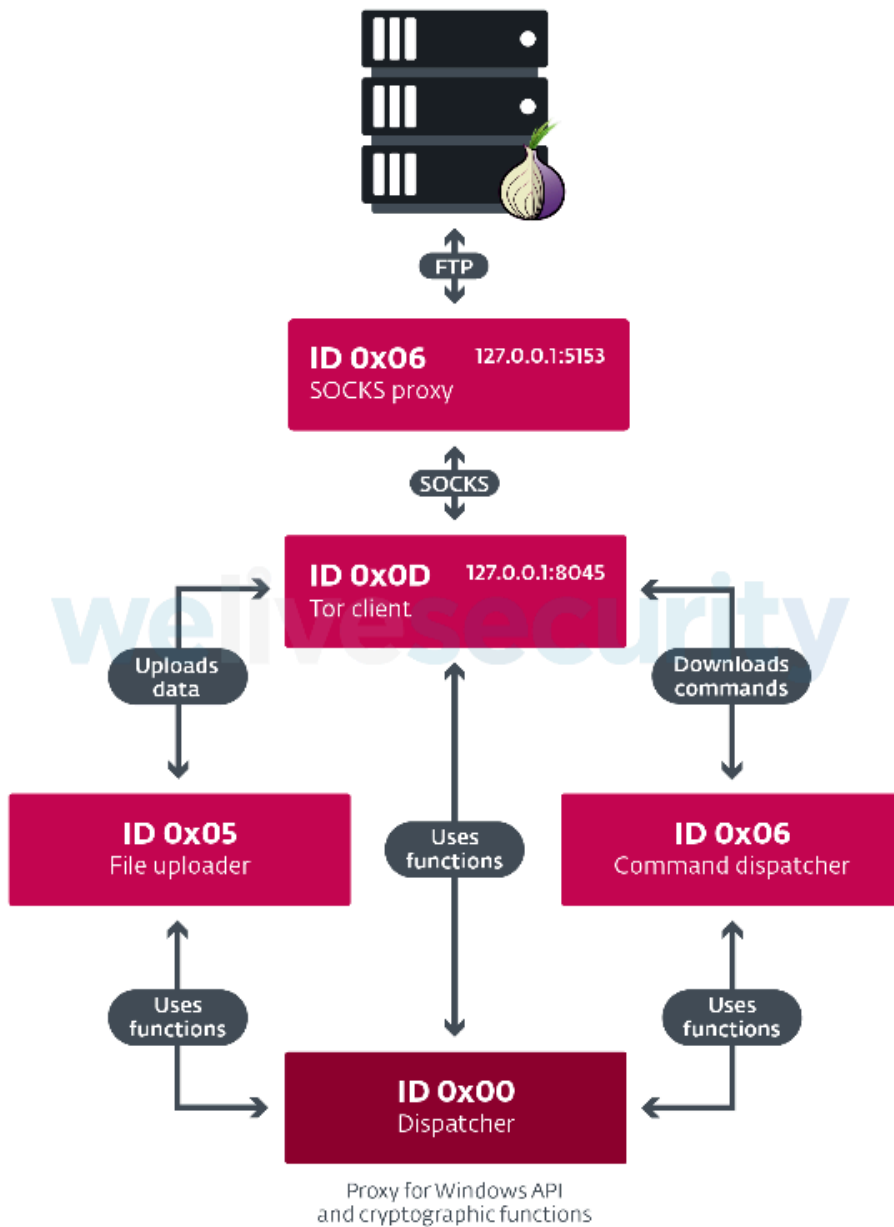 FTP
ID 0x06
127.0.0.1:5153
SOCKS proxy
SOCKS
ID 0x0D
127.0.0.1:8045
Tor client
welivesecurity
Uploads
data
Downloads
commands
ID 0x05
File uploader
Uses
functions
ID 0x06
Command dispatcher
Uses
functions
Uses
functions
ID 0x00
Dispatcher
Proxy for Windows API
and cryptographic functions